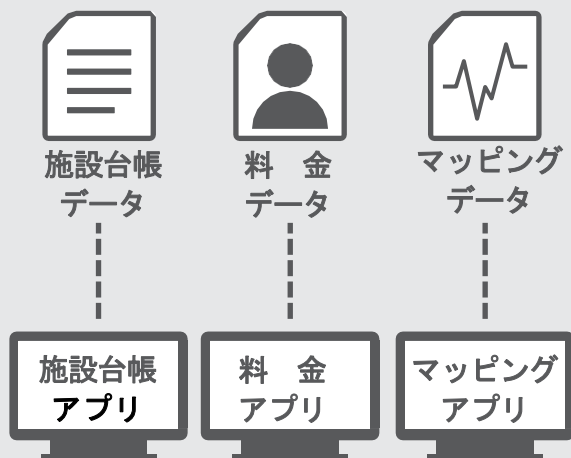 施設台帳
データ
料　金
データ
マッピング
データ
施設台帳
アプリ
料　金
アプリ
マッピング
アプリ